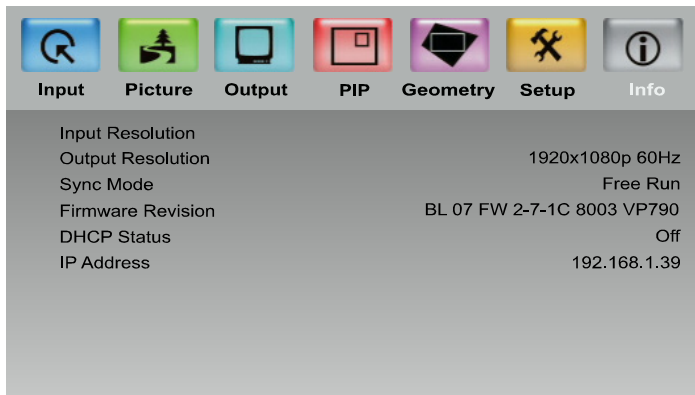 Input Picture Output PIP Geometry Setup Info
Input Resolution
Output Resolution 1920x1080p 60Hz
Sync Mode Free Run
Firmware Revision BL 07 FW 2-7-1C 8003 VP790
DHCP Status Off
IP Address 192.168.1.39